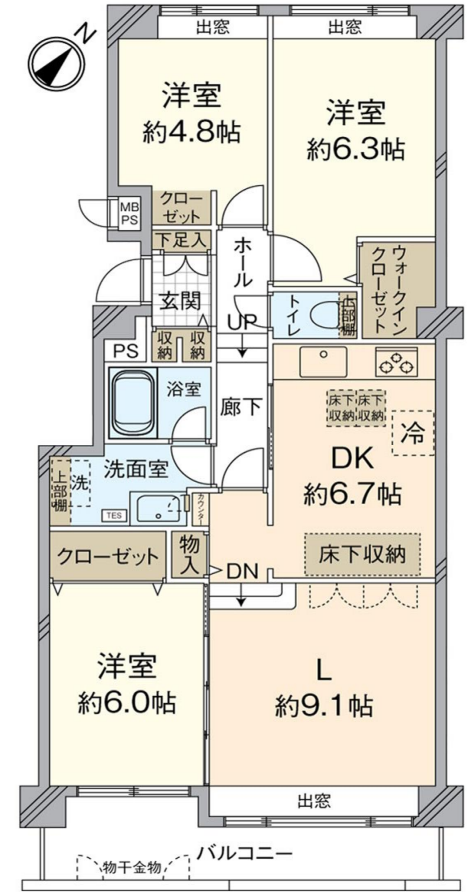 N
出窓
出窓
洋室
約4.8帖
洋室
約6.3帖
MB
PS
クロー
ゼット
下足入
ホール
ウォークイン
クローゼット
玄関
トイレ
上部棚
UP
PS
収納
収納
浴室
廊下
床下
収納
床下
収納
冷
DK
約6.7帖
上部棚
洗
洗面室
TES
カウンター
クローゼット
物入
DN
床下収納
洋室
約6.0帖
L
約9.1帖
出窓
バルコニー
物干金物